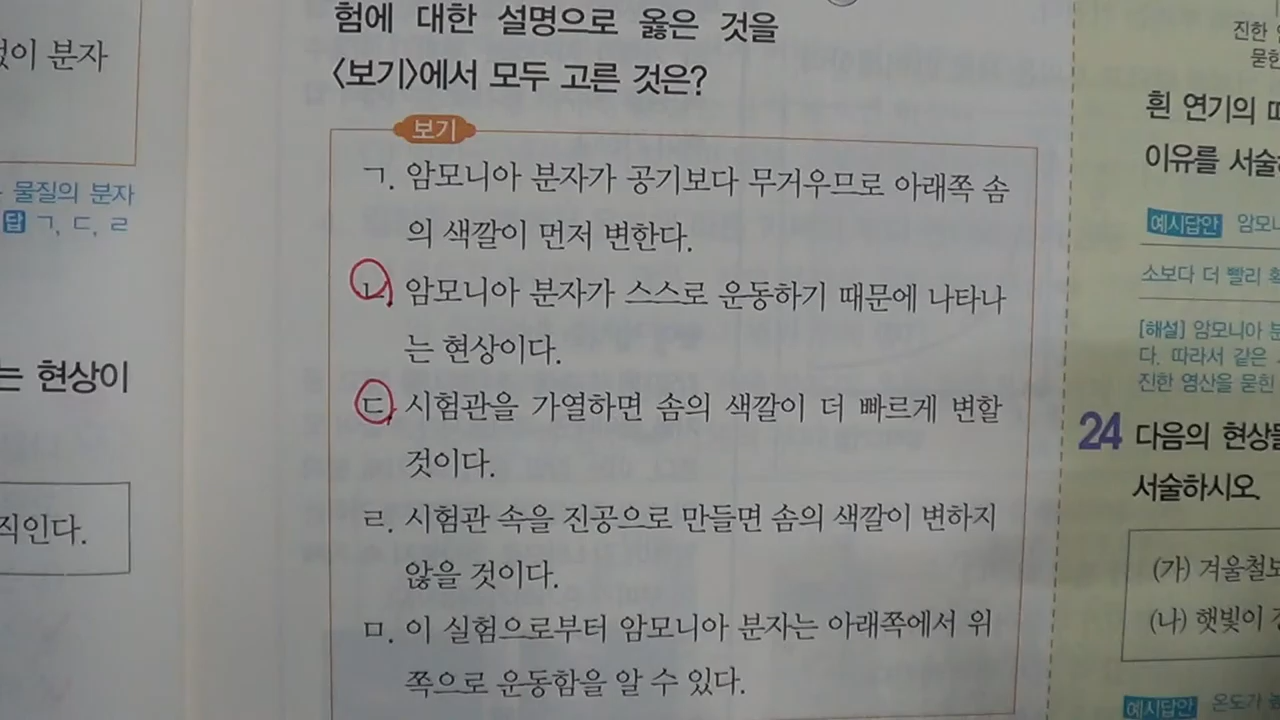 없이 분자
물질의 분자
답 ㄱ, ㄷ, ㄹ
는 현상이
직인다.
험에 대한 설명으로 옳은 것을
<보기>에서 모두 고른 것은?
보기
ㄱ. 암모니아 분자가 공기보다 무거우므로 아래쪽 솜
의 색깔이 먼저 변한다.
ㄴ. 암모니아 분자가 스스로 운동하기 때문에 나타나
는 현상이다.
ㄷ. 시험관을 가열하면 솜의 색깔이 더 빠르게 변할
것이다.
ㄹ. 시험관 속을 진공으로 만들면 솜의 색깔이 변하지
않을 것이다.
ㅁ. 이 실험으로부터 암모니아 분자는 아래쪽에서 위
쪽으로 운동함을 알 수 있다.
진한
묻힌
흰 연기의
이유를 서술
예시답안 암모니
소보다 더 빨리
[해설] 암모니아
다. 따라서 같은
진한 염산을 묻힌
24 다음의 현상들
서술하시오.
(가) 겨울철보
(나) 햇빛이
예시답안 온도가